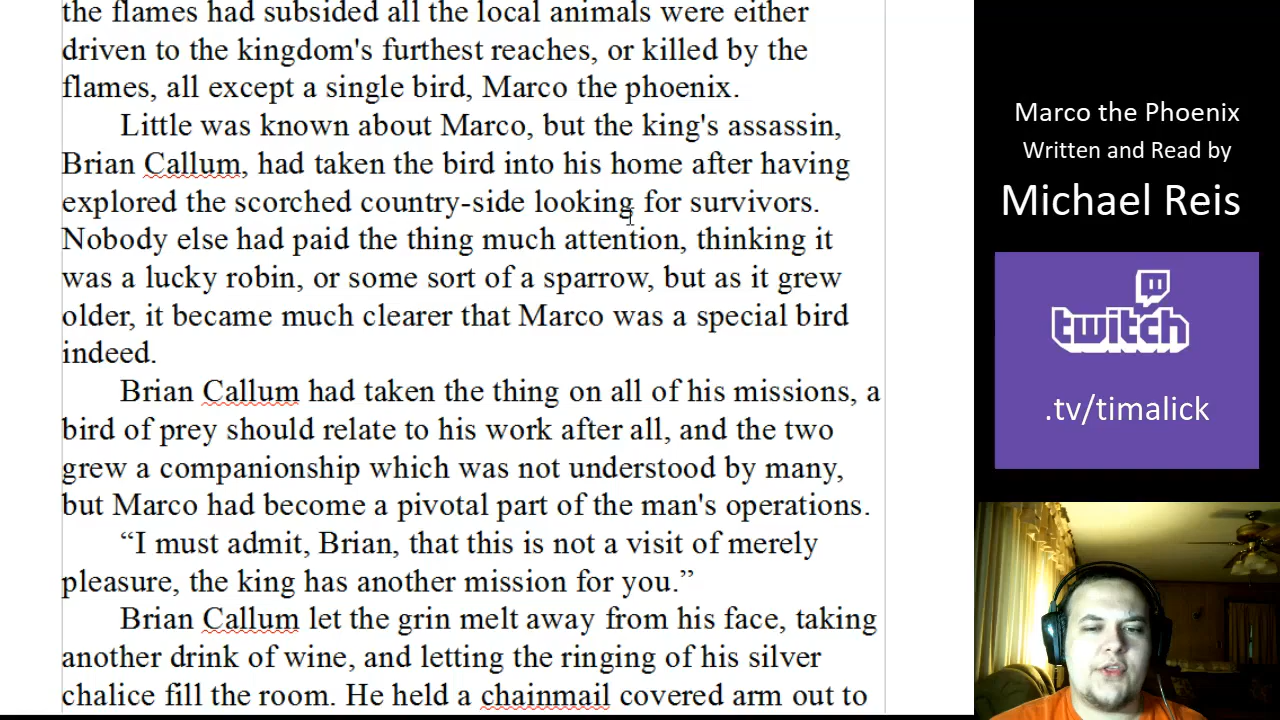 the flames had subsided all the local animals were either
driven to the kingdom's furthest reaches, or killed by the
flames, all except a single bird, Marco the phoenix.
Little was known about Marco, but the king's assassin,
Brian Callum, had taken the bird into his home after having
explored the scorched country-side looking for survivors.
Nobody else had paid the thing much attention, thinking it
was a lucky robin, or some sort of a sparrow, but as it grew
older, it became much clearer that Marco was a special bird
indeed.
Brian Callum had taken the thing on all of his missions, a
bird of prey should relate to his work after all, and the two
grew a companionship which was not understood by many,
but Marco had become a pivotal part of the man's operations.
“I must admit, Brian, that this is not a visit of merely
pleasure, the king has another mission for you.”
Brian Callum let the grin melt away from his face, taking
another drink of wine, and letting the ringing of his silver
chalice fill the room. He held a chainmail covered arm out to
Marco the Phoenix
Written and Read by
Michael Reis
twitch
.tv/timalick